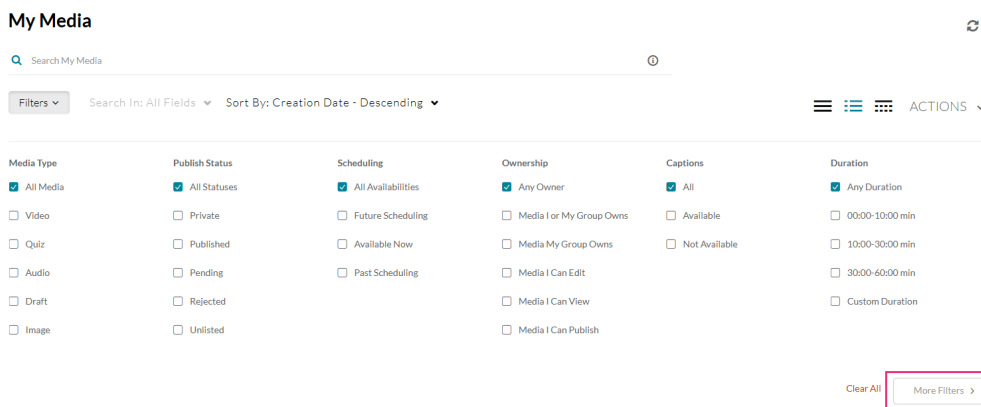 My Media
Search My Media
Filters Search In: All Fields Sort By: Creation Date - Descending ACTIONS
Media Type Publish Status Scheduling Ownership Captions Duration
All Media All Statuses All Availabilities Any Owner All Any Duration
Video Private Future Scheduling Media I or My Group Owns Available 00:00-10:00 min
Quiz Published Available Now Media My Group Owns Not Available 10:00-30:00 min
Audio Pending Past Scheduling Media I Can Edit 30:00-60:00 min
Draft Rejected Media I Can View Custom Duration
Image Unlisted Media I Can Publish
Clear All More Filters